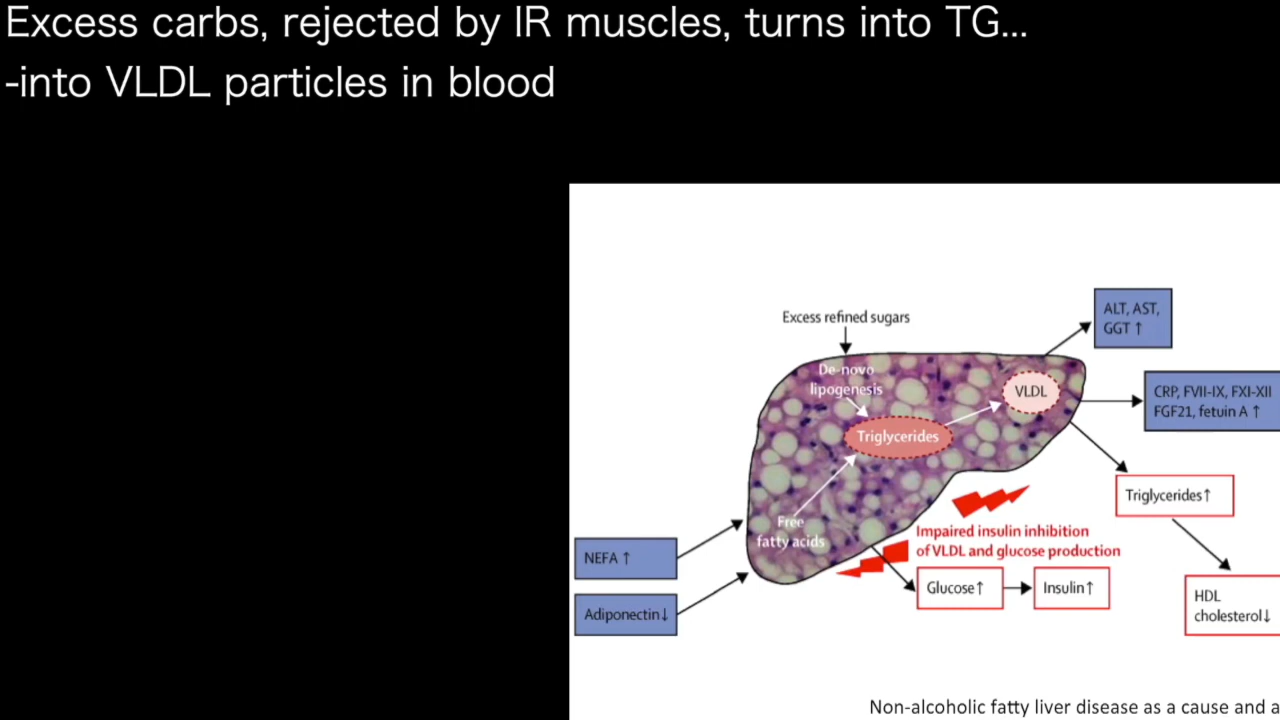 Excess carbs, rejected by IR muscles, turns into TG...
-into VLDL particles in blood
Excess refined sugars
De-novo
lipogenesis
Triglycerides
VLDL
Free
fatty acids
NEFA ↑
Adiponectin↓
ALT, AST,
GGT ↑
CRP, FVII-IX, FXI-XII
FGF21, fetuin A ↑
Triglycerides↑
HDL
cholesterol↓
Impaired insulin inhibition
of VLDL and glucose production
Glucose↑
Insulin↑
Non-alcoholic fatty liver disease as a cause and a